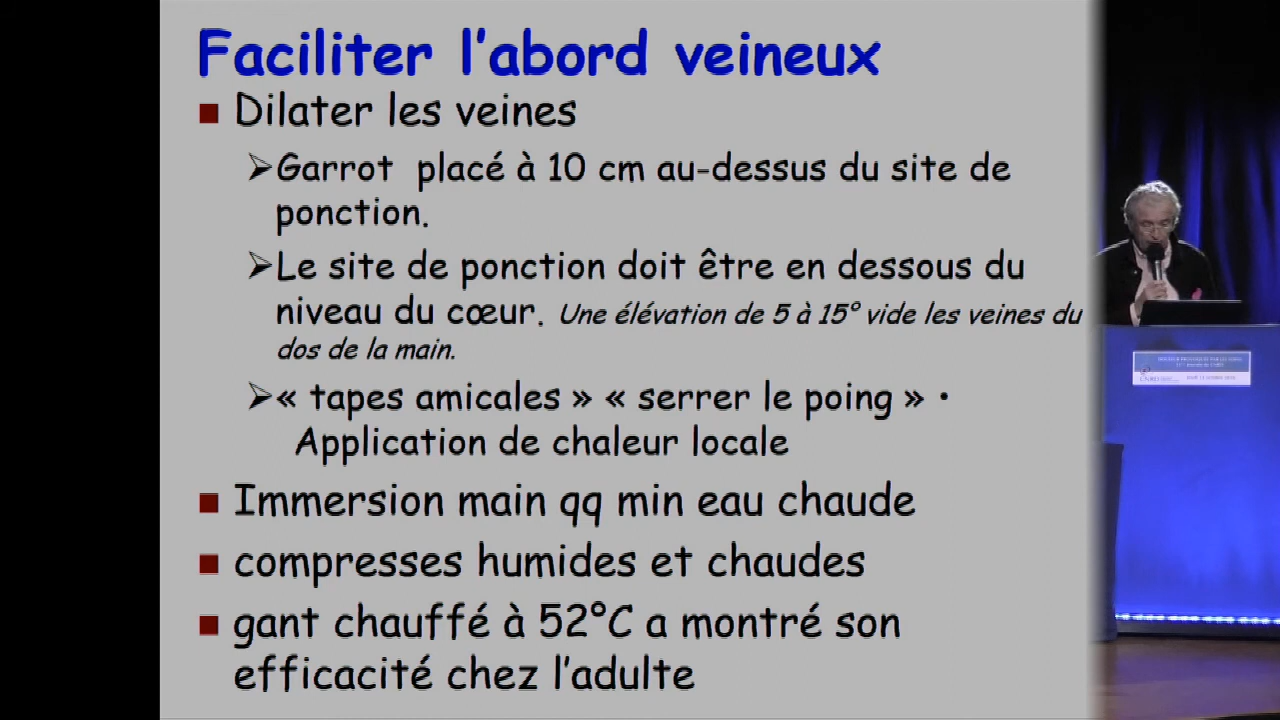 Faciliter l’abord veineux
■ Dilater les veines
➢Garrot placé à 10 cm au-dessus du site de
ponction.
➢Le site de ponction doit être en dessous du
niveau du cœur. Une élévation de 5 à 15° vide les veines du
dos de la main.
➢« tapes amicales » « serrer le poing » •
Application de chaleur locale
■ Immersion main qq min eau chaude
■ compresses humides et chaudes
■ gant chauffé à 52°C a montré son
efficacité chez l’adulte